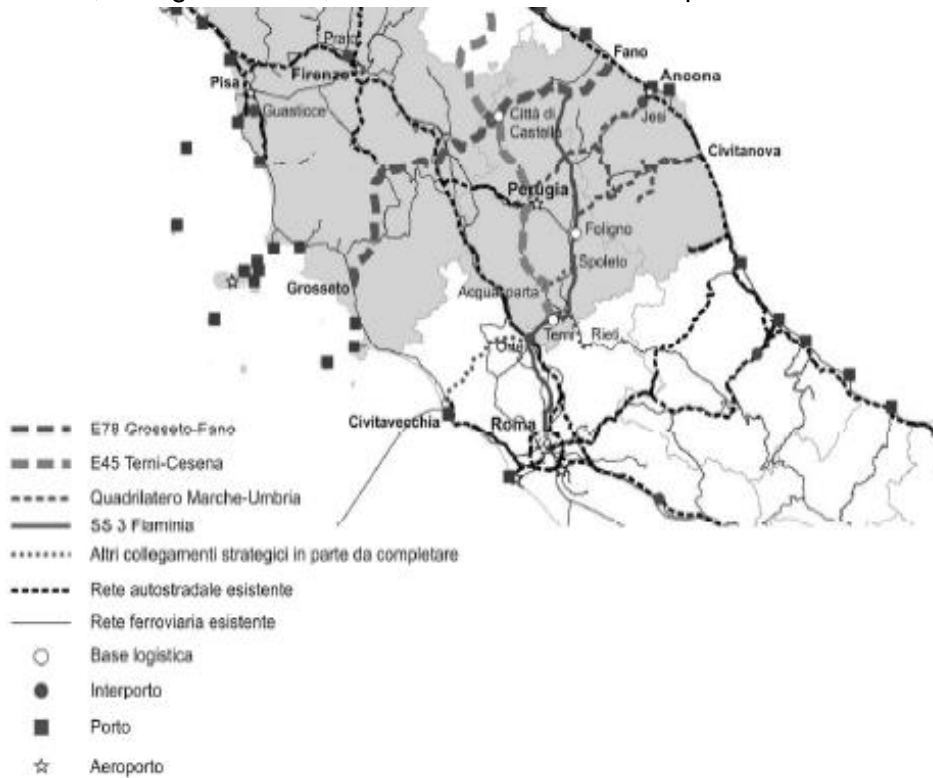 Fano
Prato
Ancona
Firenze
Pisa
Guasticce
Città di
Castello
Jesi
Civitanova
Perugia
Foligno
Spoleto
Grosseto
Acquasparta
Terni
Rieti
Orte
Civitavecchia
Roma
E78 Grosseto-Fano
E45 Terni-Cesena
Quadrilatero Marche-Umbria
SS 3 Flaminia
Altri collegamenti strategici in parte da completare
Rete autostradale esistente
Rete ferroviaria esistente
Base logistica
Interporto
Porto
Aeroporto